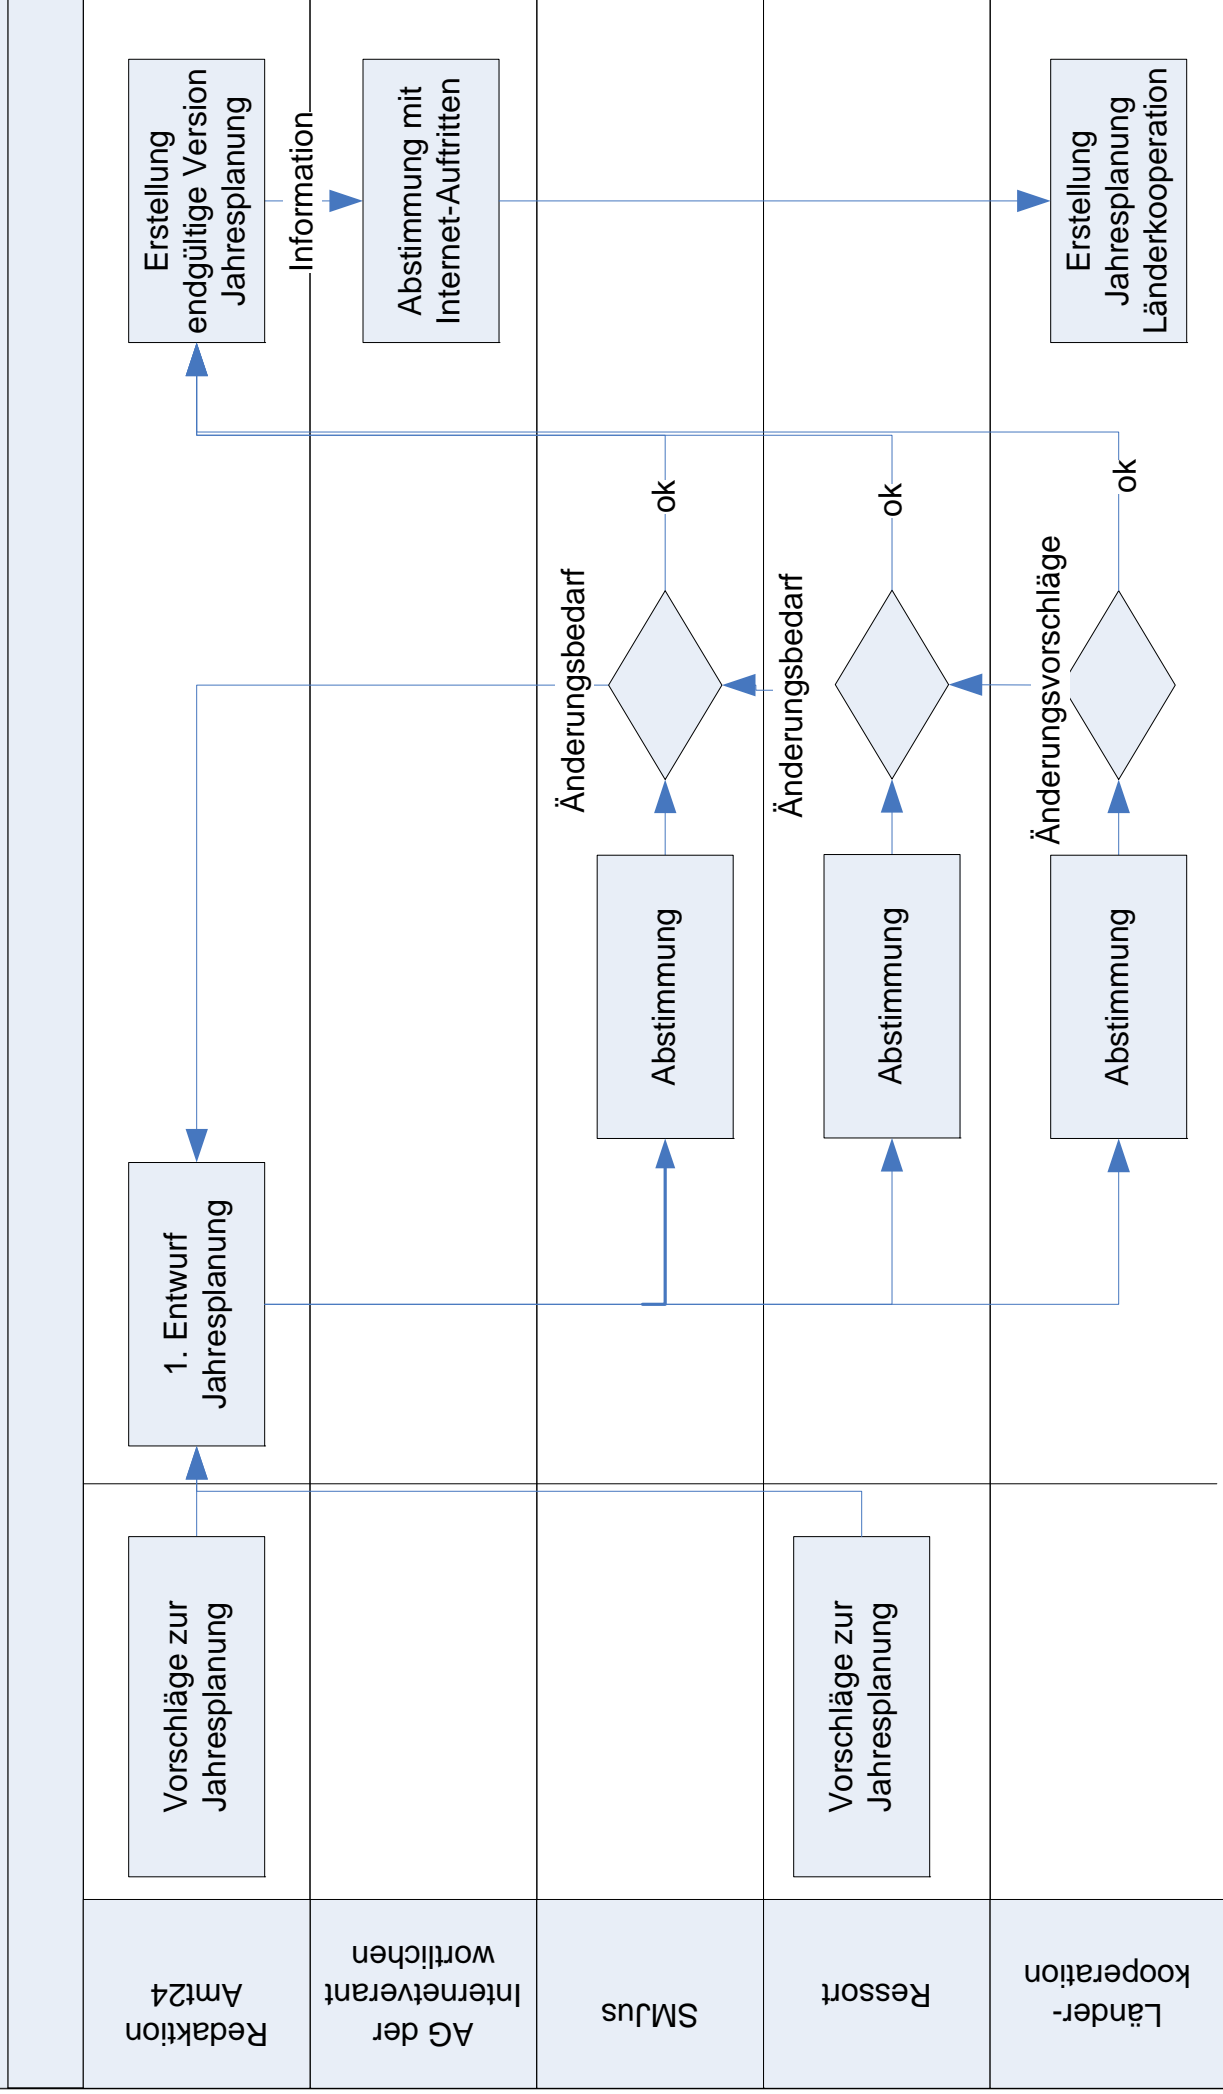 Redaktion
Amt24
Vorschläge zur
Jahresplanung
1. Entwurf
Jahresplanung
Erstellung
endgültige Version
Jahresplanung
Information
AG der
Internetverant
wortlichen
Abstimmung mit
Internet-Auftritten
SMJus
Abstimmung
Änderungsbedarf
ok
Ressort
Vorschläge zur
Jahresplanung
Abstimmung
Änderungsbedarf
ok
Länder-
kooperation
Abstimmung
Änderungsvorschläge
ok
Erstellung
Jahresplanung
Länderkooperation